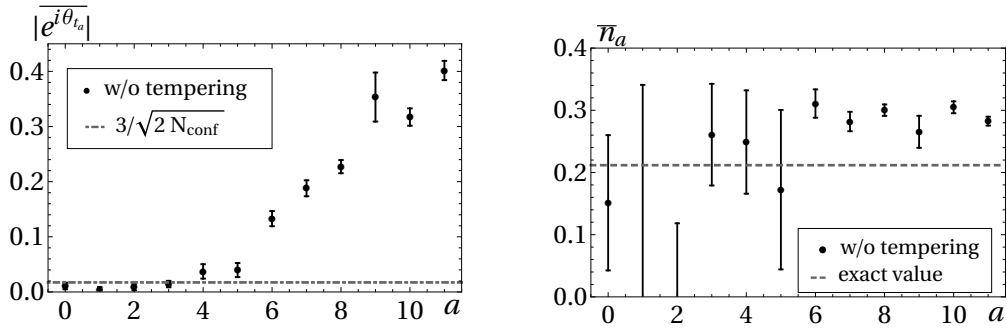 |e^{iθ_{t_a}}|
0.4
0.3
0.2
0.1
0.0
w/o tempering
3/√2 N_conf
0 2 4 6 8 10 a
n̅_a
0.4
0.3
0.2
0.1
0.0
w/o tempering
exact value
0 2 4 6 8 10 a